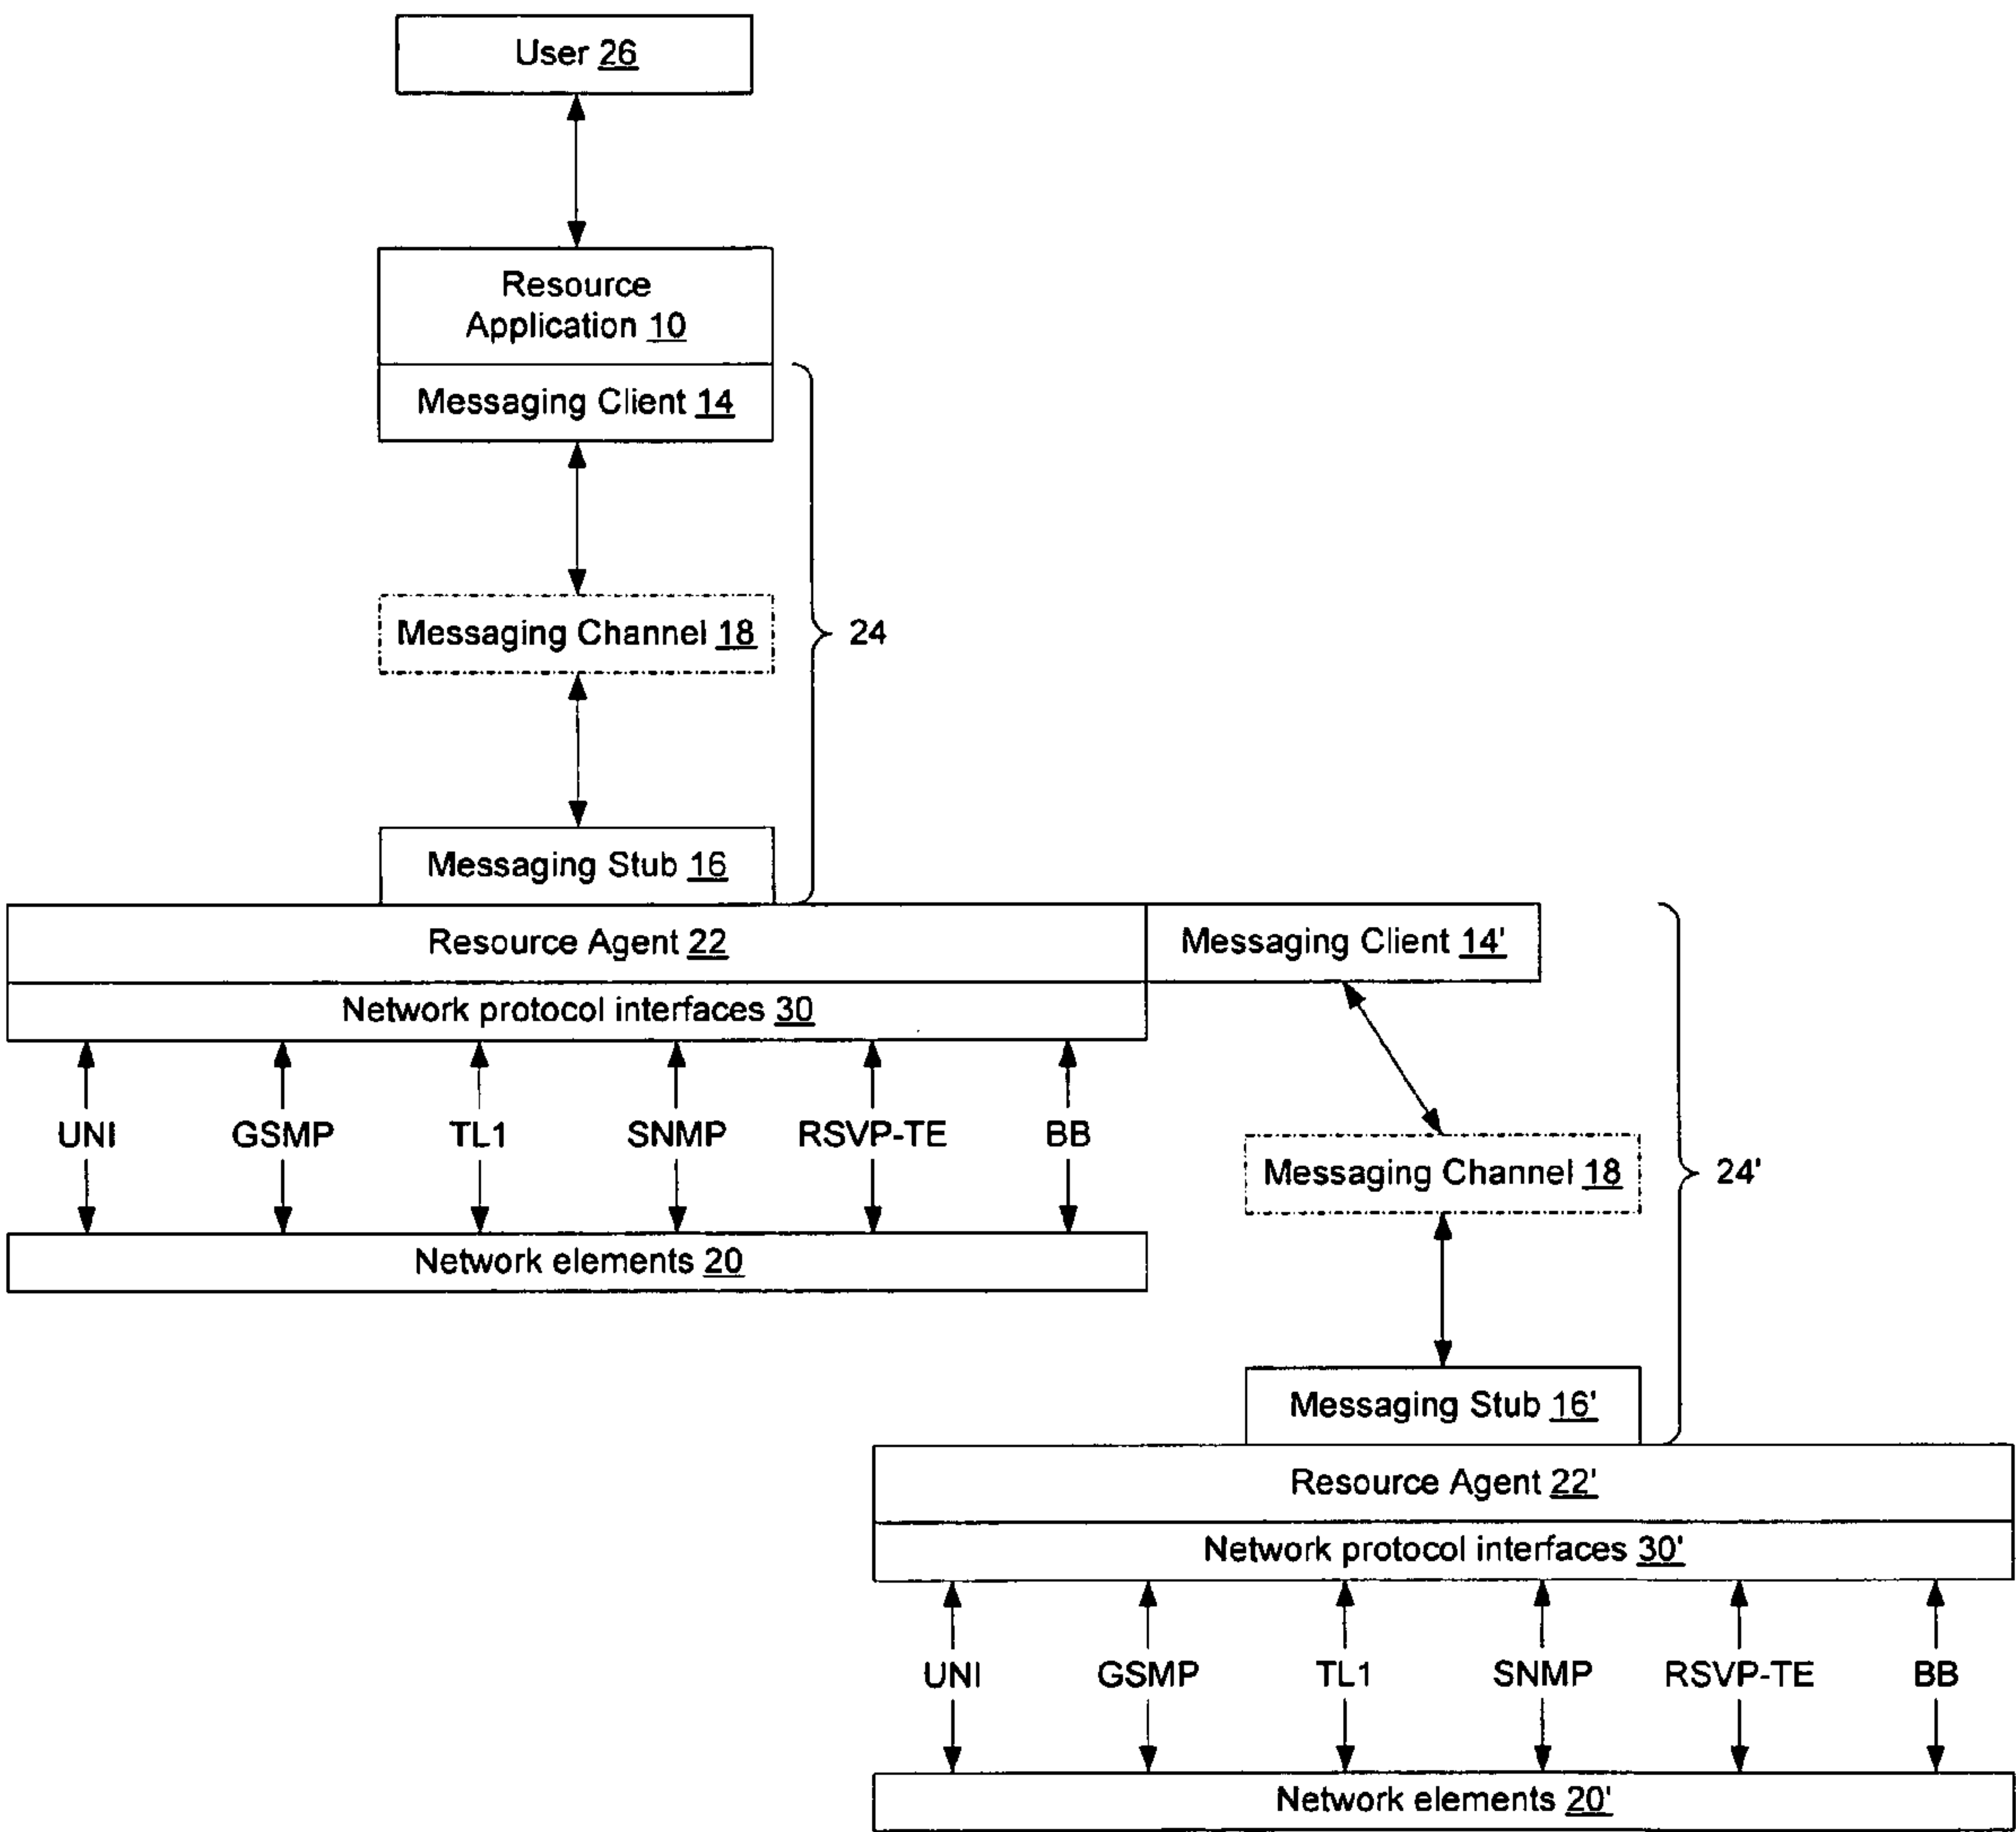 User 26
Resource
Application 10
Messaging Client 14
Messaging Channel 18
24
Messaging Stub 16
Resource Agent 22
Messaging Client 14'
Network protocol interfaces 30
UNI GSMP TL1 SNMP RSVP-TE BB
Messaging Channel 18
24'
Network elements 20
Messaging Stub 16'
Resource Agent 22'
Network protocol interfaces 30'
UNI GSMP TL1 SNMP RSVP-TE BB
Network elements 20'